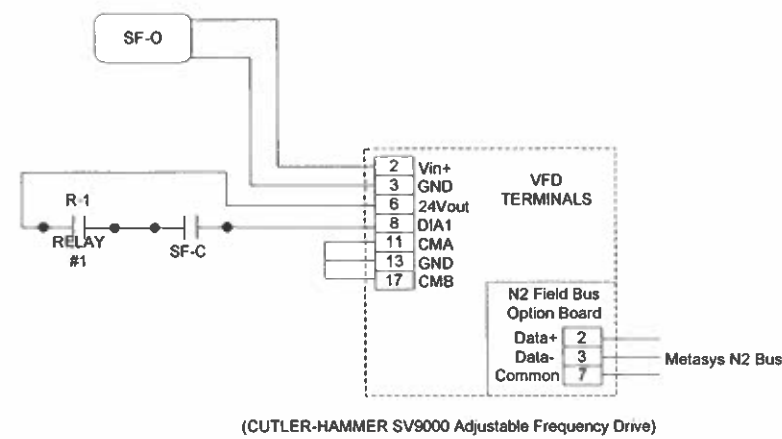 SF-O
2 Vin+
3 GND
6 24Vout
8 DIA1
11 CMA
13 GND
17 CMB
VFD
TERMINALS
R-1
RELAY
#1
SF-C
N2 Field Bus
Option Board
Data+ 2
Data- 3
Common 7
Metasys N2 Bus
(CUTLER-HAMMER SV9000 Adjustable Frequency Drive)